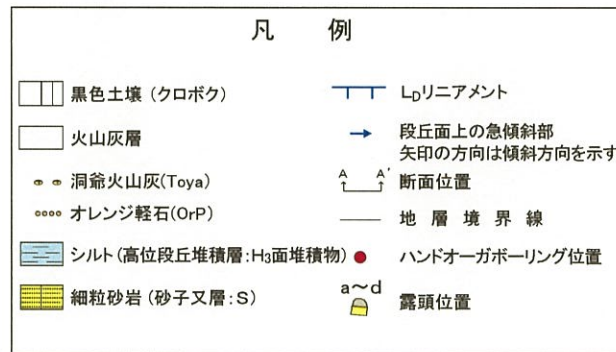 凡 例
黒色土壌 (クロボク)
火山灰層
洞爺火山灰(Toya)
オレンジ軽石(OrP)
シルト(高位段丘堆積層:H₃面堆積物)
細粒砂岩 (砂子又層:S)
LDリニアメント
段丘面上の急傾斜部
矢印の方向は傾斜方向を示す
A A' 断面位置
地 層 境 界 線
ハンドオーガボーリング位置
a〜d 露頭位置